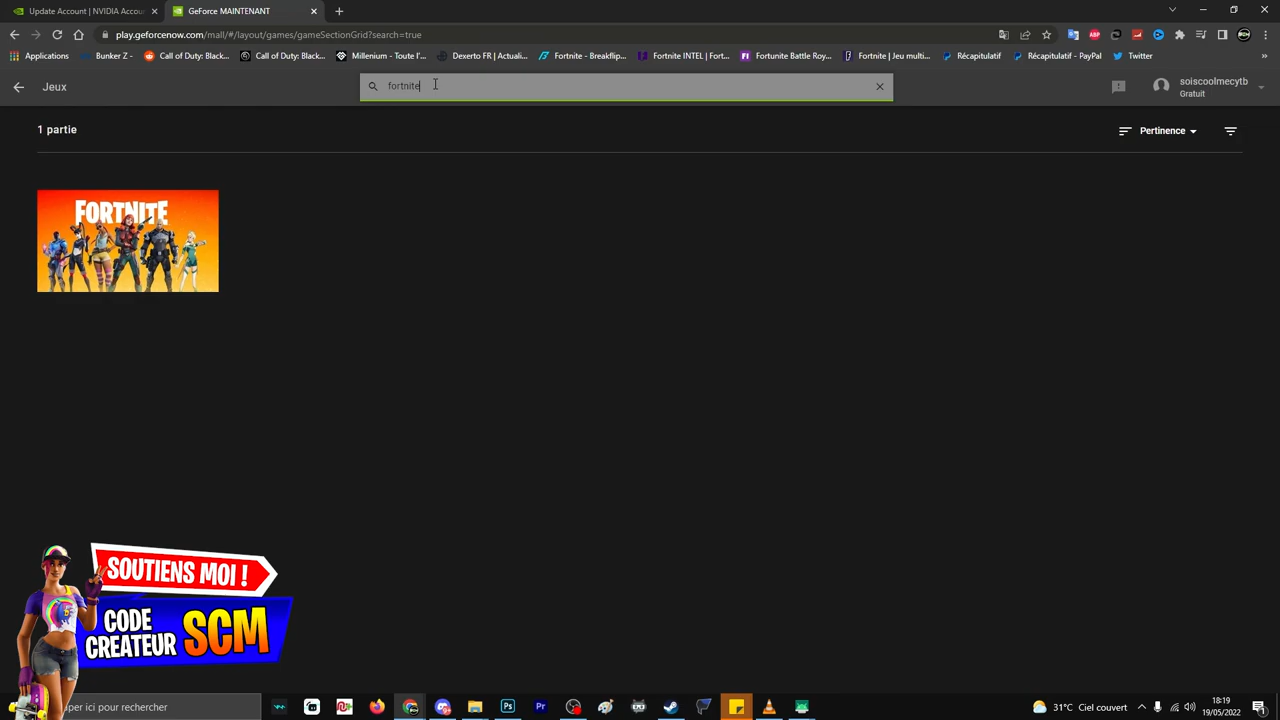 Update Account | NVIDIA Accou
GeForce MAINTENANT
play.geforcenow.com/mall/#/layout/games/gameSectionGrid?search=true
Applications
Bunker Z -
Call of Duty: Black...
Call of Duty: Black...
Millenium - Toute l'...
Dexerto FR | Actuali...
Fortnite - Breakflip...
Fortnite INTEL | Fort...
Fortunite Battle Roy...
Fortnite | Jeu multi...
Récapitulatif
Récapitulatif - PayPal
Twitter
Jeux
fortnite
soiscoolmecytb
Gratuit
1 partie
Pertinence
FORTNITE
SOUTIENS MOI !
CODE
CREATEUR SCM
per ici pour rechercher
31°C Ciel couvert
18:19
19/05/2022